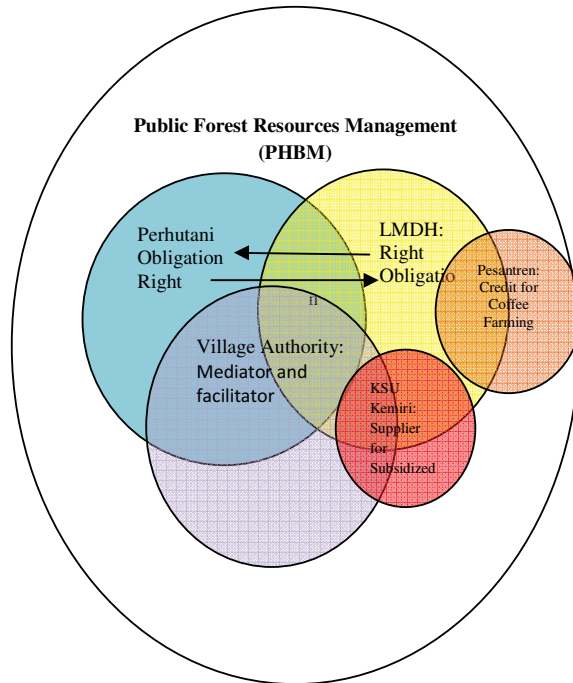 Public Forest Resources Management
(PHBM)
Perhutani
Obligation
Right
LMDH:
Right
Obligatio
n
Pesantren:
Credit for
Coffee
Farming
Village Authority:
Mediator and
facilitator
KSU
Kemiri:
Supplier
for
Subsidized